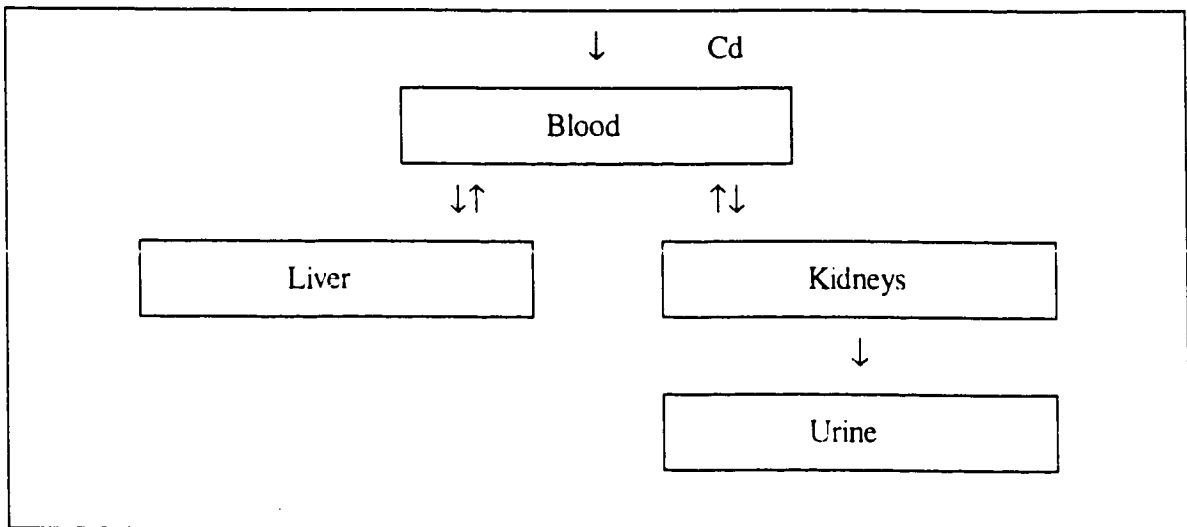 ↓ Cd
Blood
↓↑ ↑↓
Liver Kidneys
↓
Urine